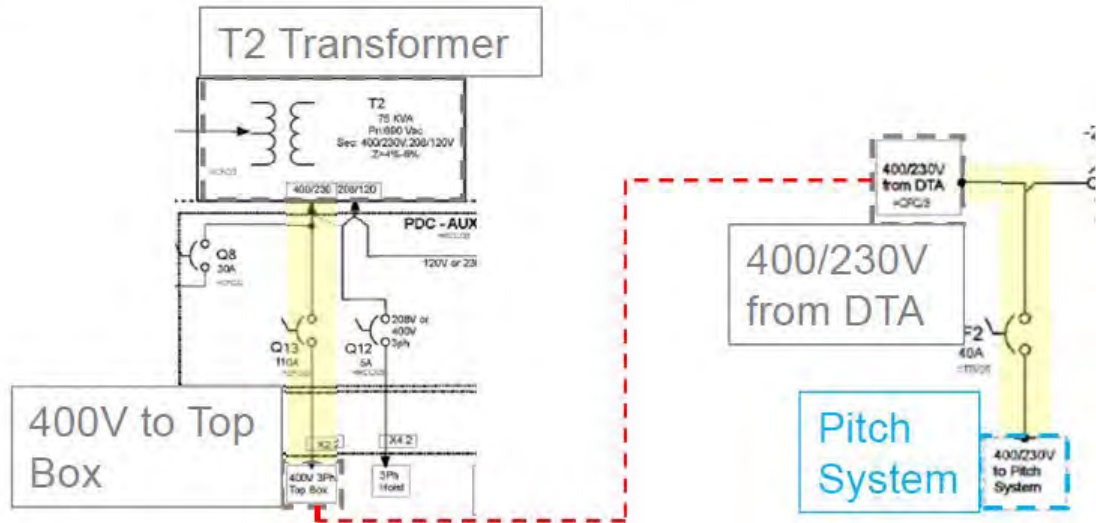 T2 Transformer
T2
75 KVA
Pri:690 Vac
Sec: 400/230V,208/120V
Z=4%-6%
400/230
208/120
PDC - AUX
120V or 23
Q8
30A
Q13
110A
Q12
208V or
400V
3ph
400V to Top
Box
X2.2
X4.2
400V 3Ph
Top Box
3Ph
Hoist
400/230V
from DTA
400/230V
from DTA
F2
40A
Pitch
System
400/230V
to Pitch
System